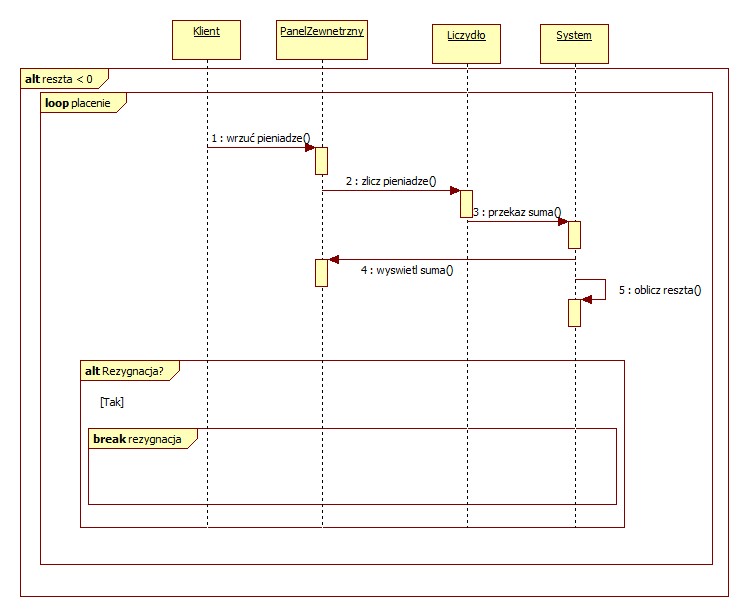 Klient
PanelZewnetrzny
Liczydło
System
alt reszta < 0
loop placenie
1 : wrzuć pieniadze()
2 : zlicz pieniadze()
3 : przekaz suma()
4 : wyswietl suma()
5 : oblicz reszta()
alt Rezygnacja?
[Tak]
break rezygnacja